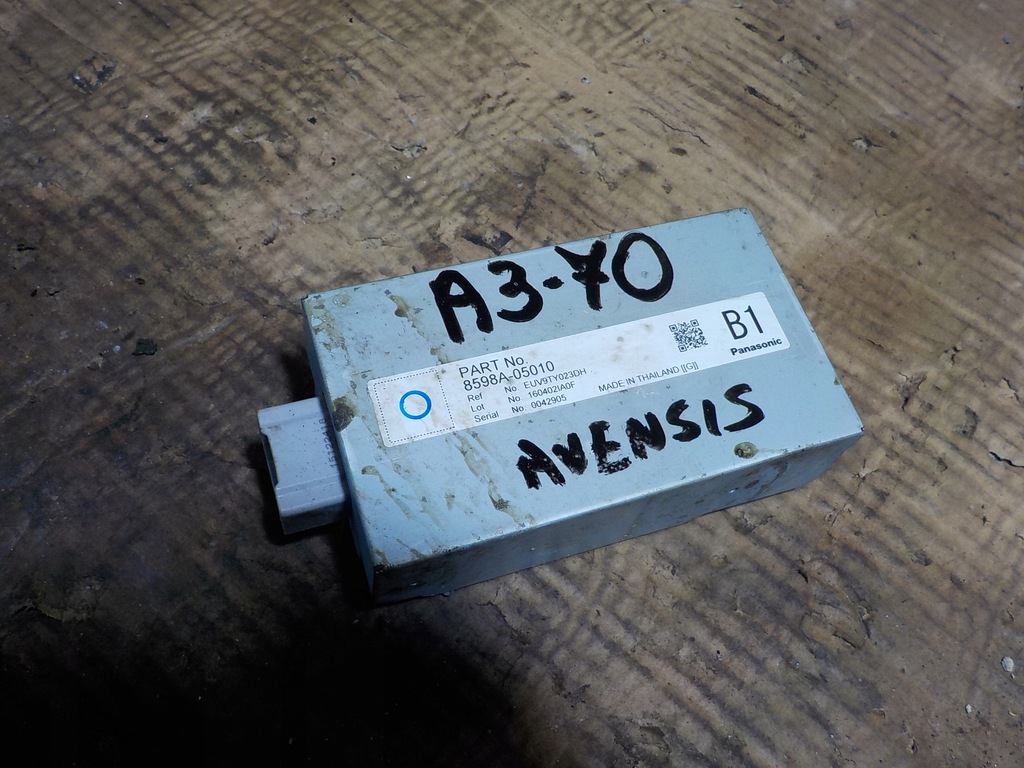 A3-70
B1
Panasonic
PART No.
8598A-05010
Ref No EUV9TY023DH
Lot No 160402IA0F
Serial No. 0042905
MADE IN THAILAND [[G]]
AVENSIS